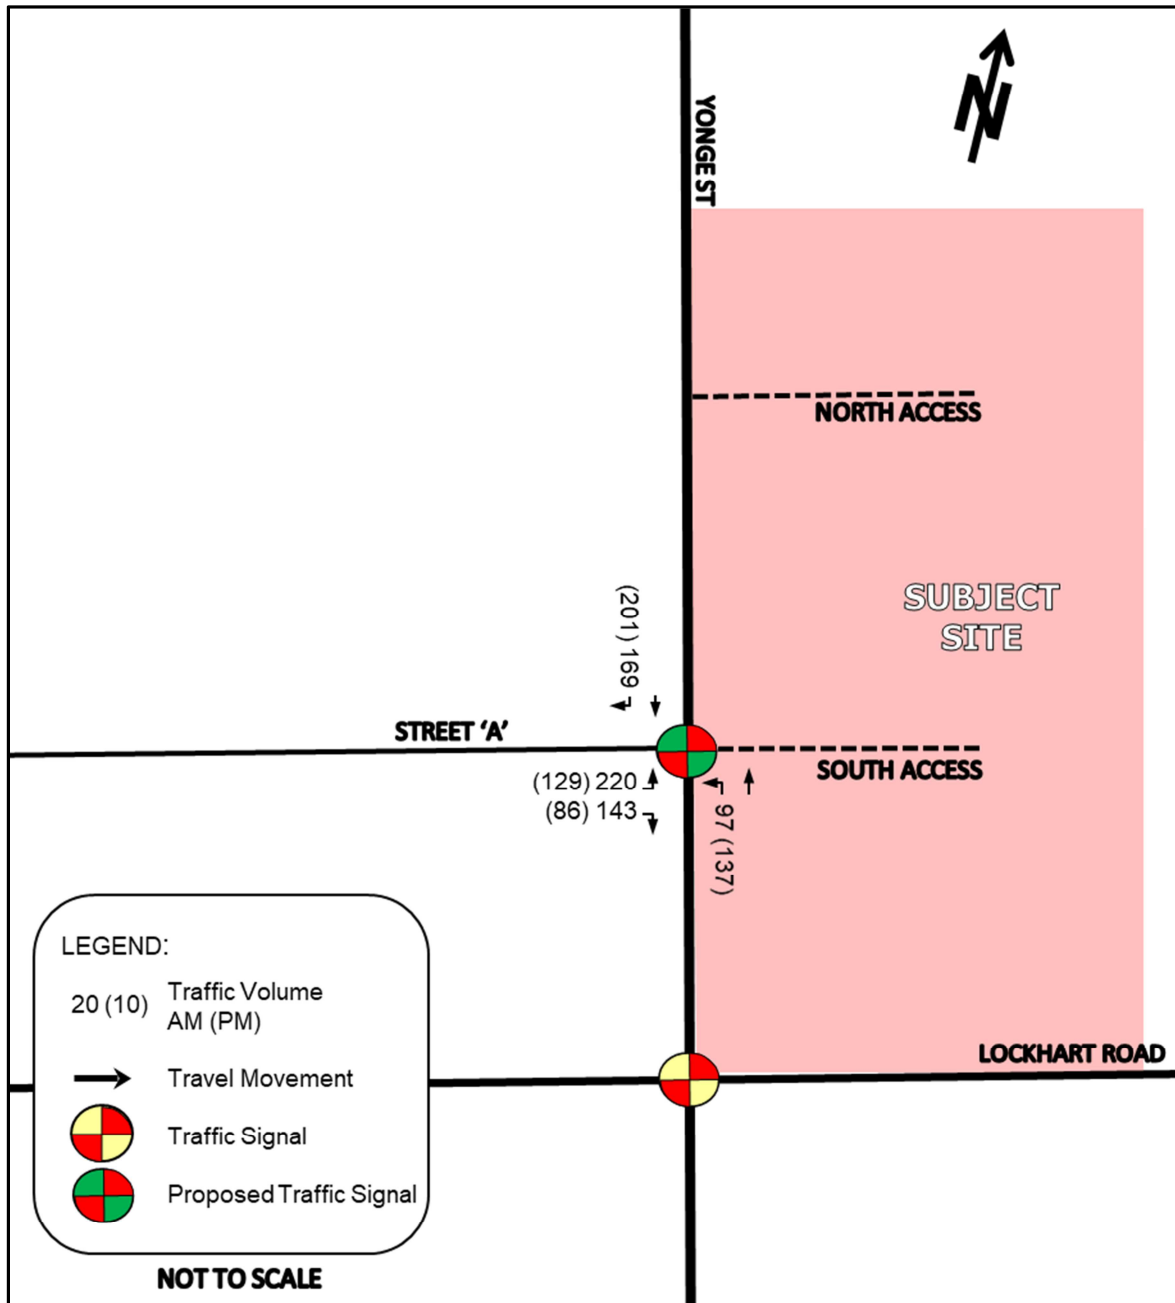 N
YONGE ST
NORTH ACCESS
SUBJECT
SITE
(201) 169
STREET ‘A’
SOUTH ACCESS
(129) 220
(86) 143
97 (137)
LEGEND:
20 (10) Traffic Volume
AM (PM)
Travel Movement
Traffic Signal
Proposed Traffic Signal
LOCKHART ROAD
NOT TO SCALE